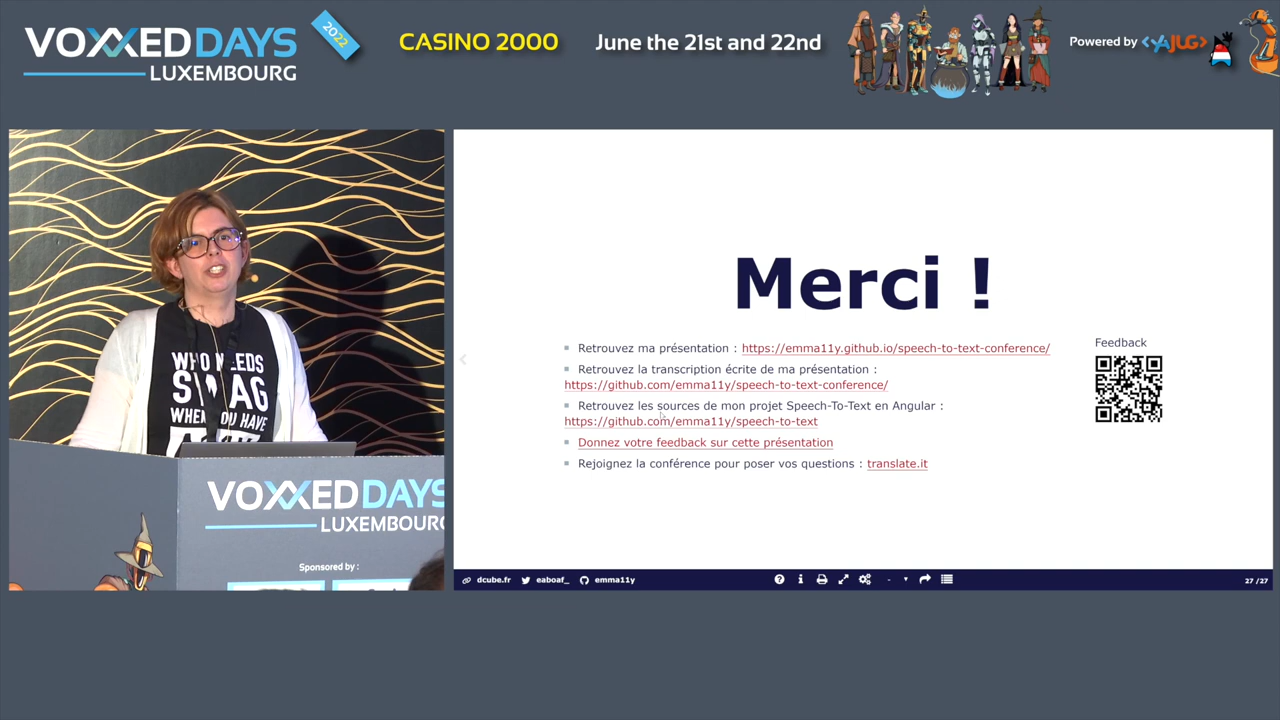 VOXXED DAYS
LUXEMBOURG
2022
CASINO 2000
June the 21st and 22nd
Powered by <YAJUG>
WHO NEEDS
SWAG
WHEN YOU HAVE
VOXXED DAYS
LUXEMBOURG
Sponsored by :
Merci !
Retrouvez ma présentation : https://emma11y.github.io/speech-to-text-conference/
Retrouvez la transcription écrite de ma présentation :
https://github.com/emma11y/speech-to-text-conference/
Retrouvez les sources de mon projet Speech-To-Text en Angular :
https://github.com/emma11y/speech-to-text
Donnez votre feedback sur cette présentation
Rejoignez la conférence pour poser vos questions : translate.it
Feedback
dcube.fr eaboaf_ emma11y
27 / 27